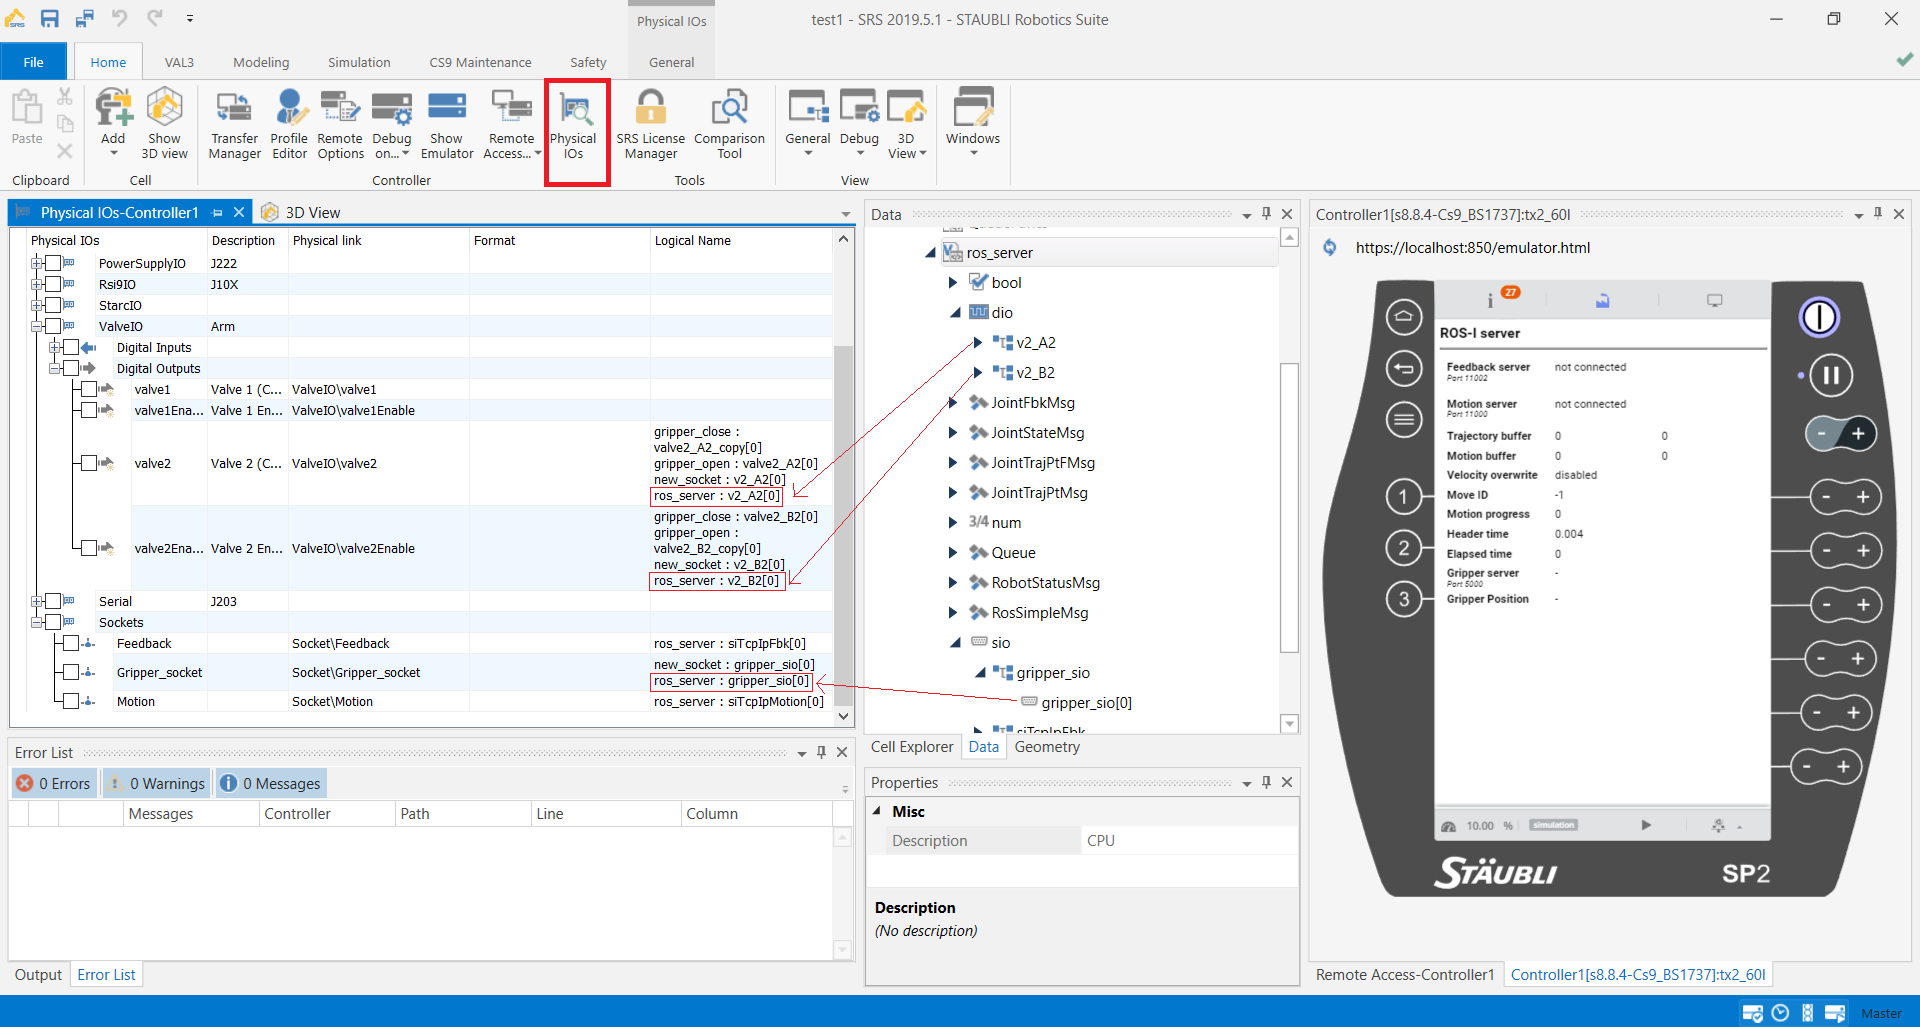 Physical IOs
test1 - SRS 2019.5.1 - STAUBLI Robotics Suite
File
Home
VAL3
Modeling
Simulation
CS9 Maintenance
Safety
General
Paste
Add
Show
3D view
Transfer
Manager
Profile
Editor
Remote
Options
Debug
on...
Show
Emulator
Remote
Access...
Physical
IOs
SRS License
Manager
Comparison
Tool
General
Debug
3D
View
Windows
Clipboard
Cell
Controller
Tools
View
Physical IOs-Controller1
3D View
Physical IOs Description Physical link Format Logical Name
PowerSupplyIO J222
Rsi9IO J10X
StarcIO
ValveIO Arm
Digital Inputs
Digital Outputs
valve1 Valve 1 (C... ValveIO\valve1
valve1Ena... Valve 1 En... ValveIO\valve1Enable
gripper_close :
valve2_A2_copy[0]
valve2 Valve 2 (C... ValveIO\valve2 gripper_open : valve2_A2[0]
new_socket : v2_A2[0]
ros_server : v2_A2[0]
gripper_close : valve2_B2[0]
gripper_open :
valve2Ena... Valve 2 En... ValveIO\valve2Enable valve2_B2_copy[0]
new_socket : v2_B2[0]
ros_server : v2_B2[0]
Serial J203
Sockets
Feedback Socket\Feedback ros_server : siTcpIpFbk[0]
new_socket : gripper_sio[0]
Gripper_socket Socket\Gripper_socket
ros_server : gripper_sio[0]
Motion Socket\Motion ros_server : siTcpIpMotion[0]
Error List
0 Errors 0 Warnings 0 Messages
Messages Controller Path Line Column
Output Error List
Data
ros_server
bool
dio
v2_A2
v2_B2
JointFbkMsg
JointStateMsg
JointTrajPtFMsg
JointTrajPtMsg
3/4 num
Queue
RobotStatusMsg
RosSimpleMsg
sio
gripper_sio
gripper_sio[0]
siTcpIpFbk
Cell Explorer Data Geometry
Properties
Misc
Description CPU
Description
(No description)
Controller1[s8.8.4-Cs9_BS1737]:tx2_60l
https://localhost:850/emulator.html
27
ROS-I server
Feedback server not connected
Port 11002
Motion server not connected
Port 11000
Trajectory buffer 0 0
Motion buffer 0 0
Velocity overwrite disabled
Move ID -1
Motion progress 0
Header time 0.004
Elapsed time 0
Gripper server -
Port 5000
Gripper Position -
1
2
3
- +
- +
- +
- +
- +
- +
- +
10.00 % simulation
STÄUBLI SP2
Remote Access-Controller1 Controller1[s8.8.4-Cs9_BS1737]:tx2_60l
Master